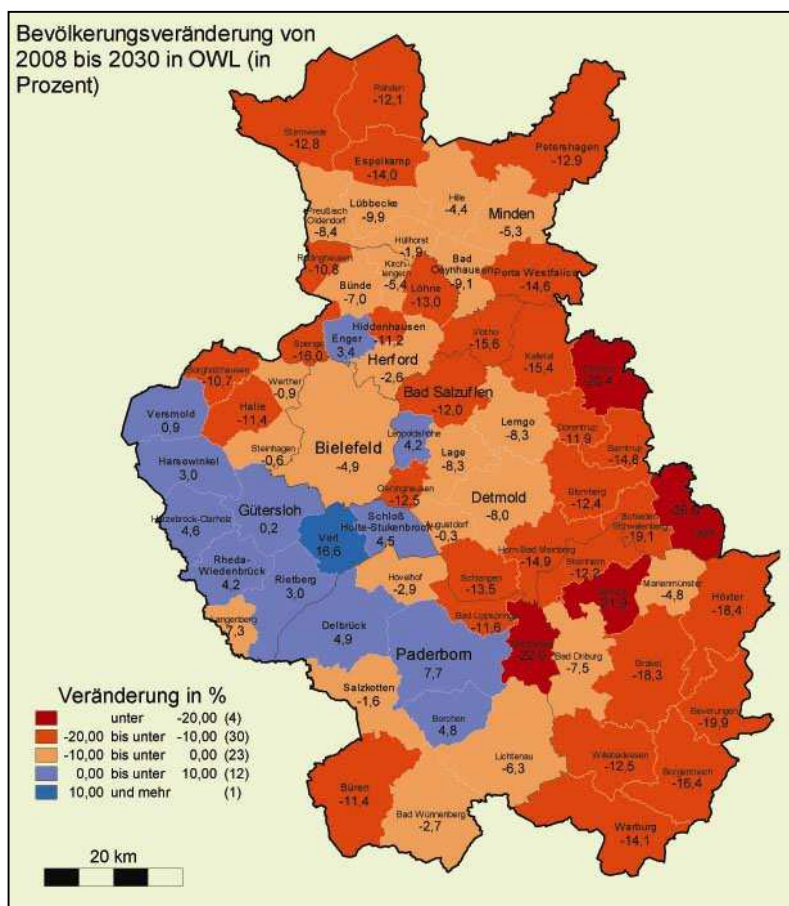 Bevölkerungsveränderung von
2008 bis 2030 in OWL (in
Prozent)
Rahden
-12,1
Stemwede
-12,8
Espelkamp
-14,0
Petershagen
-12,9
Lübbecke
-9,9
Hille
-4,4
Minden
-5,3
Preußisch
Oldendorf
-8,4
Hüllhorst
-1,9
Rödinghausen
-10,8
Kirch-
lengern
-5,4
Bad
Oeynhausen
-9,1
Porta Westfalica
-14,6
Bünde
-7,0
Löhne
-13,0
Hiddenhausen
-11,2
Enger
3,4
Spenge
-16,0
Herford
-2,6
Vlotho
-15,6
Kalletal
-15,4
Borgholzhausen
-10,7
Werther
-0,9
Bad Salzuflen
-12,0
Versmold
0,9
Halle
-11,4
Bielefeld
-4,9
Leopoldshöhe
4,2
Lage
-8,3
Lemgo
-8,3
Dörentrup
-11,9
Barntrup
-14,8
Steinhagen
-0,6
Harsewinkel
3,0
Oerlinghausen
-12,5
Detmold
-8,0
Blomberg
-12,4
Gütersloh
0,2
Herzebrock-Clarholz
4,6
Verl
16,6
Schloß
Holte-Stukenbrock
4,5
Augustdorf
-0,3
Schieder-
Schwalenberg
-19,1
Lügde
Horn-Bad Meinberg
-14,9
Steinheim
-12,2
Rheda-
Wiedenbrück
4,2
Rietberg
3,0
Hövelhof
-2,9
Schlangen
-13,5
Marienmünster
-4,8
Höxter
-18,4
Langenberg
-7,3
Delbrück
4,9
Bad Lippspringe
-11,6
Paderborn
7,7
Bad Driburg
-7,5
Brakel
-18,3
Salzkotten
-1,6
Borchen
4,8
Beverungen
-19,9
Lichtenau
-6,3
Willebadessen
-12,5
Borgentreich
-16,4
Büren
-11,4
Bad Wünnenberg
-2,7
Warburg
-14,1
Veränderung in %
unter -20,00 (4)
-20,00 bis unter -10,00 (30)
-10,00 bis unter 0,00 (23)
0,00 bis unter 10,00 (12)
10,00 und mehr (1)
20 km